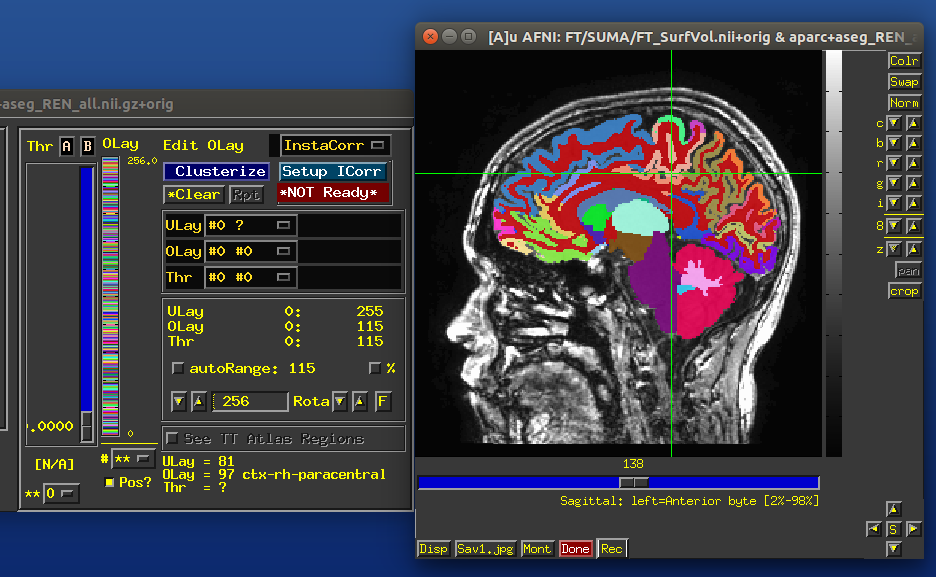 +aseg_REN_all.nii.gz+orig
Thr A B OLay
256.0
.0000
0
[N/A]
# **
Pos?
** 0
Edit OLay
InstaCorr
Clusterize
Setup ICorr
*Clear
Rpt
*NOT Ready*
ULay #0 ?
OLay #0 #0
Thr #0 #0
ULay 0: 255
OLay 0: 115
Thr 0: 115
autoRange: 115 %
256 Rota F
See TT Atlas Regions
ULay = 81
OLay = 97 ctx-rh-paracentral
Thr = ?
[A]u AFNI: FT/SUMA/FT_SurfVol.nii+orig & aparc+aseg_REN_a
Colr
Swap
Norm
c
b
r
g
i
8
z
pan
crop
138
Sagittal: left=Anterior byte [2%-98%]
S
Disp
Sav1.jpg
Mont
Done
Rec